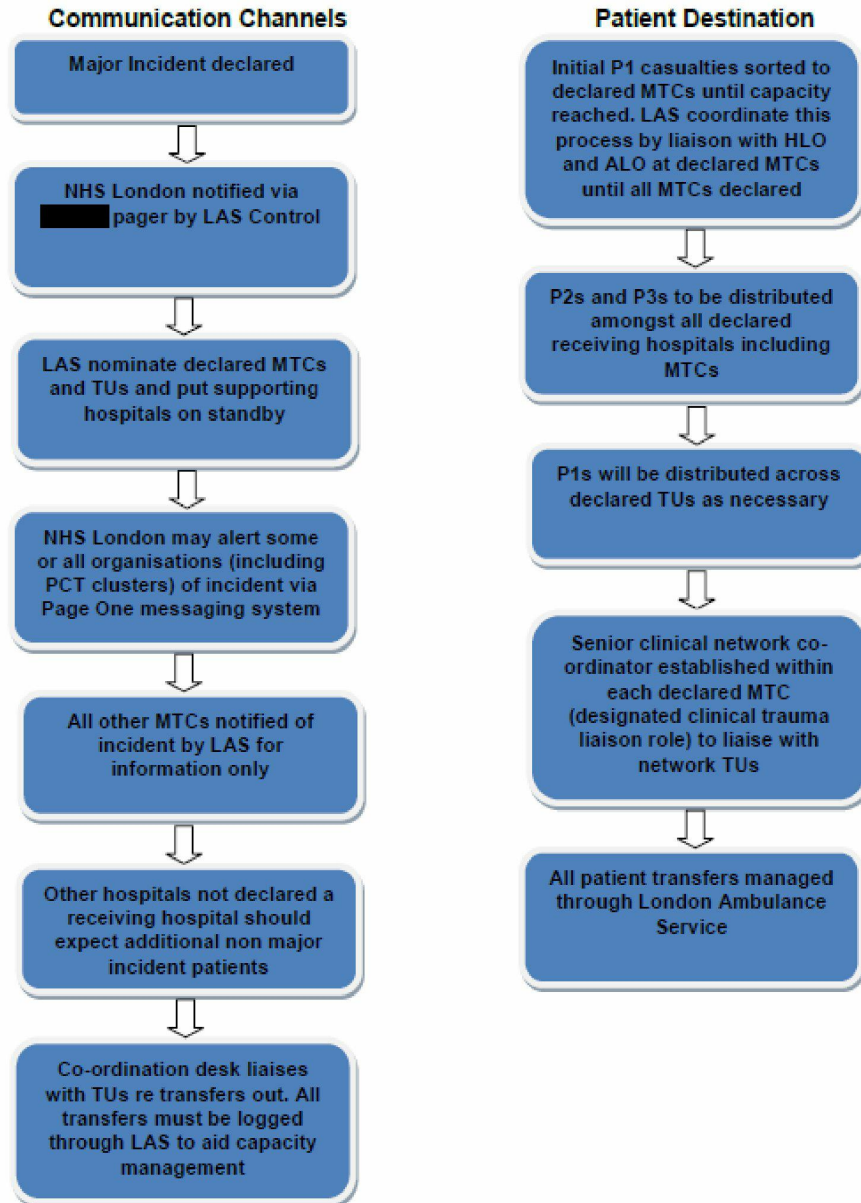 Communication Channels
Major Incident declared
NHS London notified via
pager by LAS Control
LAS nominate declared MTCs
and TUs and put supporting
hospitals on standby
NHS London may alert some
or all organisations (including
PCT clusters) of incident via
Page One messaging system
All other MTCs notified of
incident by LAS for
information only
Other hospitals not declared a
receiving hospital should
expect additional non major
incident patients
Co-ordination desk liaises
with TUs re transfers out. All
transfers must be logged
through LAS to aid capacity
management
Patient Destination
Initial P1 casualties sorted to
declared MTCs until capacity
reached. LAS coordinate this
process by liaison with HLO
and ALO at declared MTCs
until all MTCs declared
P2s and P3s to be distributed
amongst all declared
receiving hospitals including
MTCs
P1s will be distributed across
declared TUs as necessary
Senior clinical network co-
ordinator established within
each declared MTC
(designated clinical trauma
liaison role) to liaise with
network TUs
All patient transfers managed
through London Ambulance
Service